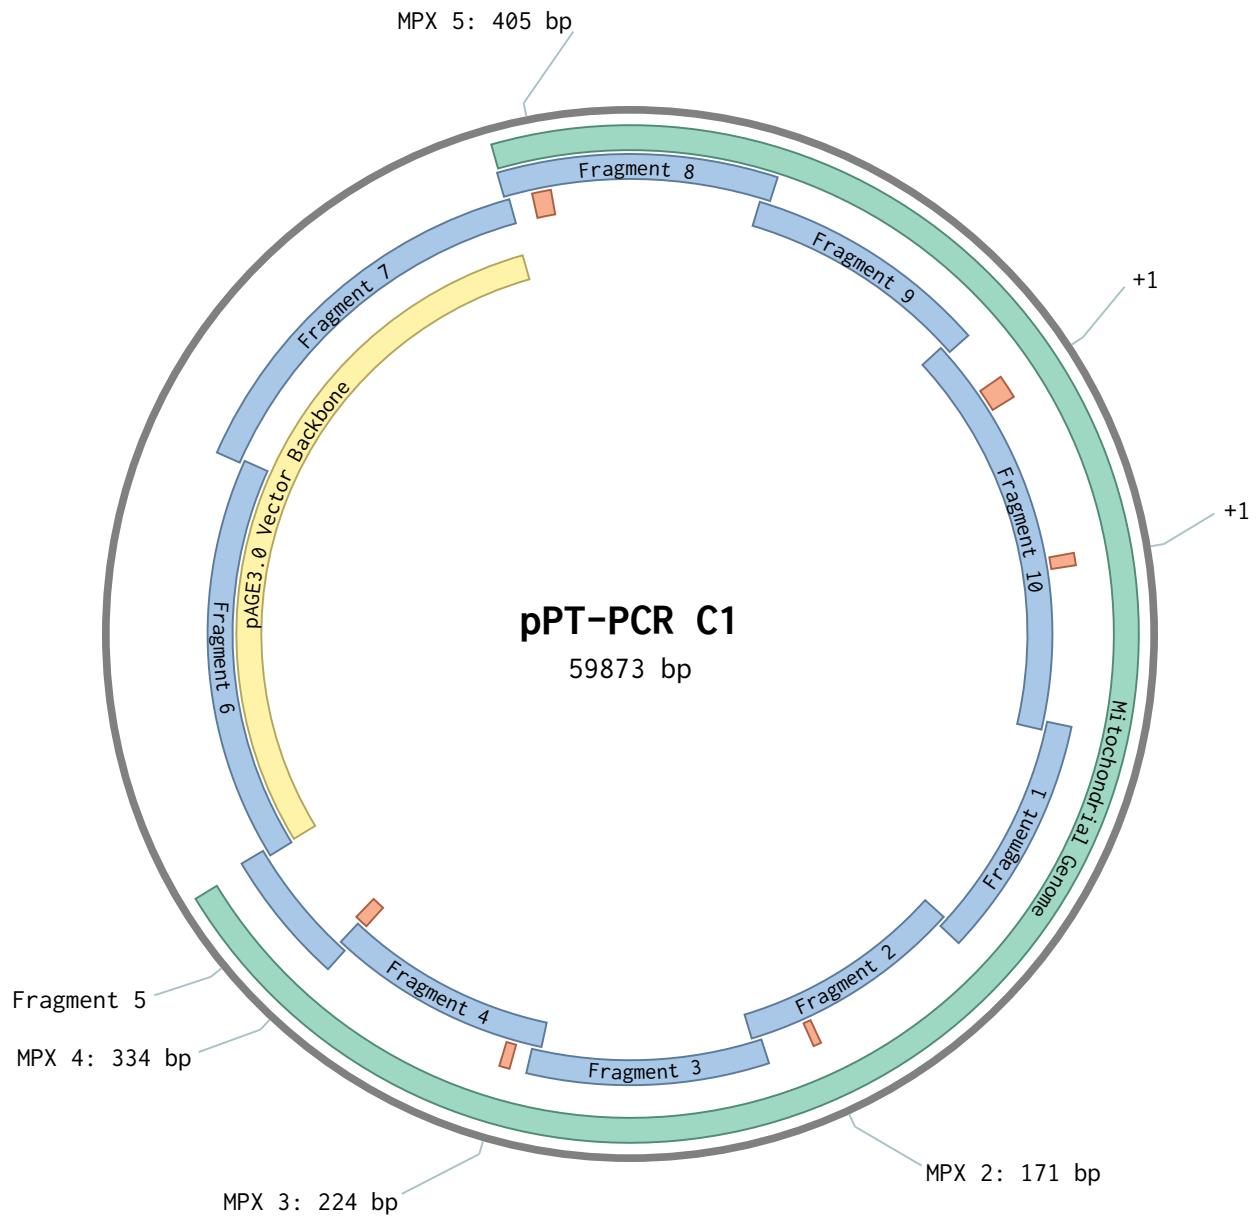 MPX 5: 405 bp
Fragment 8
Fragment 7
Fragment 9
+1
pAGE3.0 Vector Backbone
Fragment 10
+1
Fragment 6
pPT-PCR C1
59873 bp
Mitochondrial Genome
Fragment 1
Fragment 2
Fragment 4
Fragment 3
Fragment 5
MPX 4: 334 bp
MPX 2: 171 bp
MPX 3: 224 bp